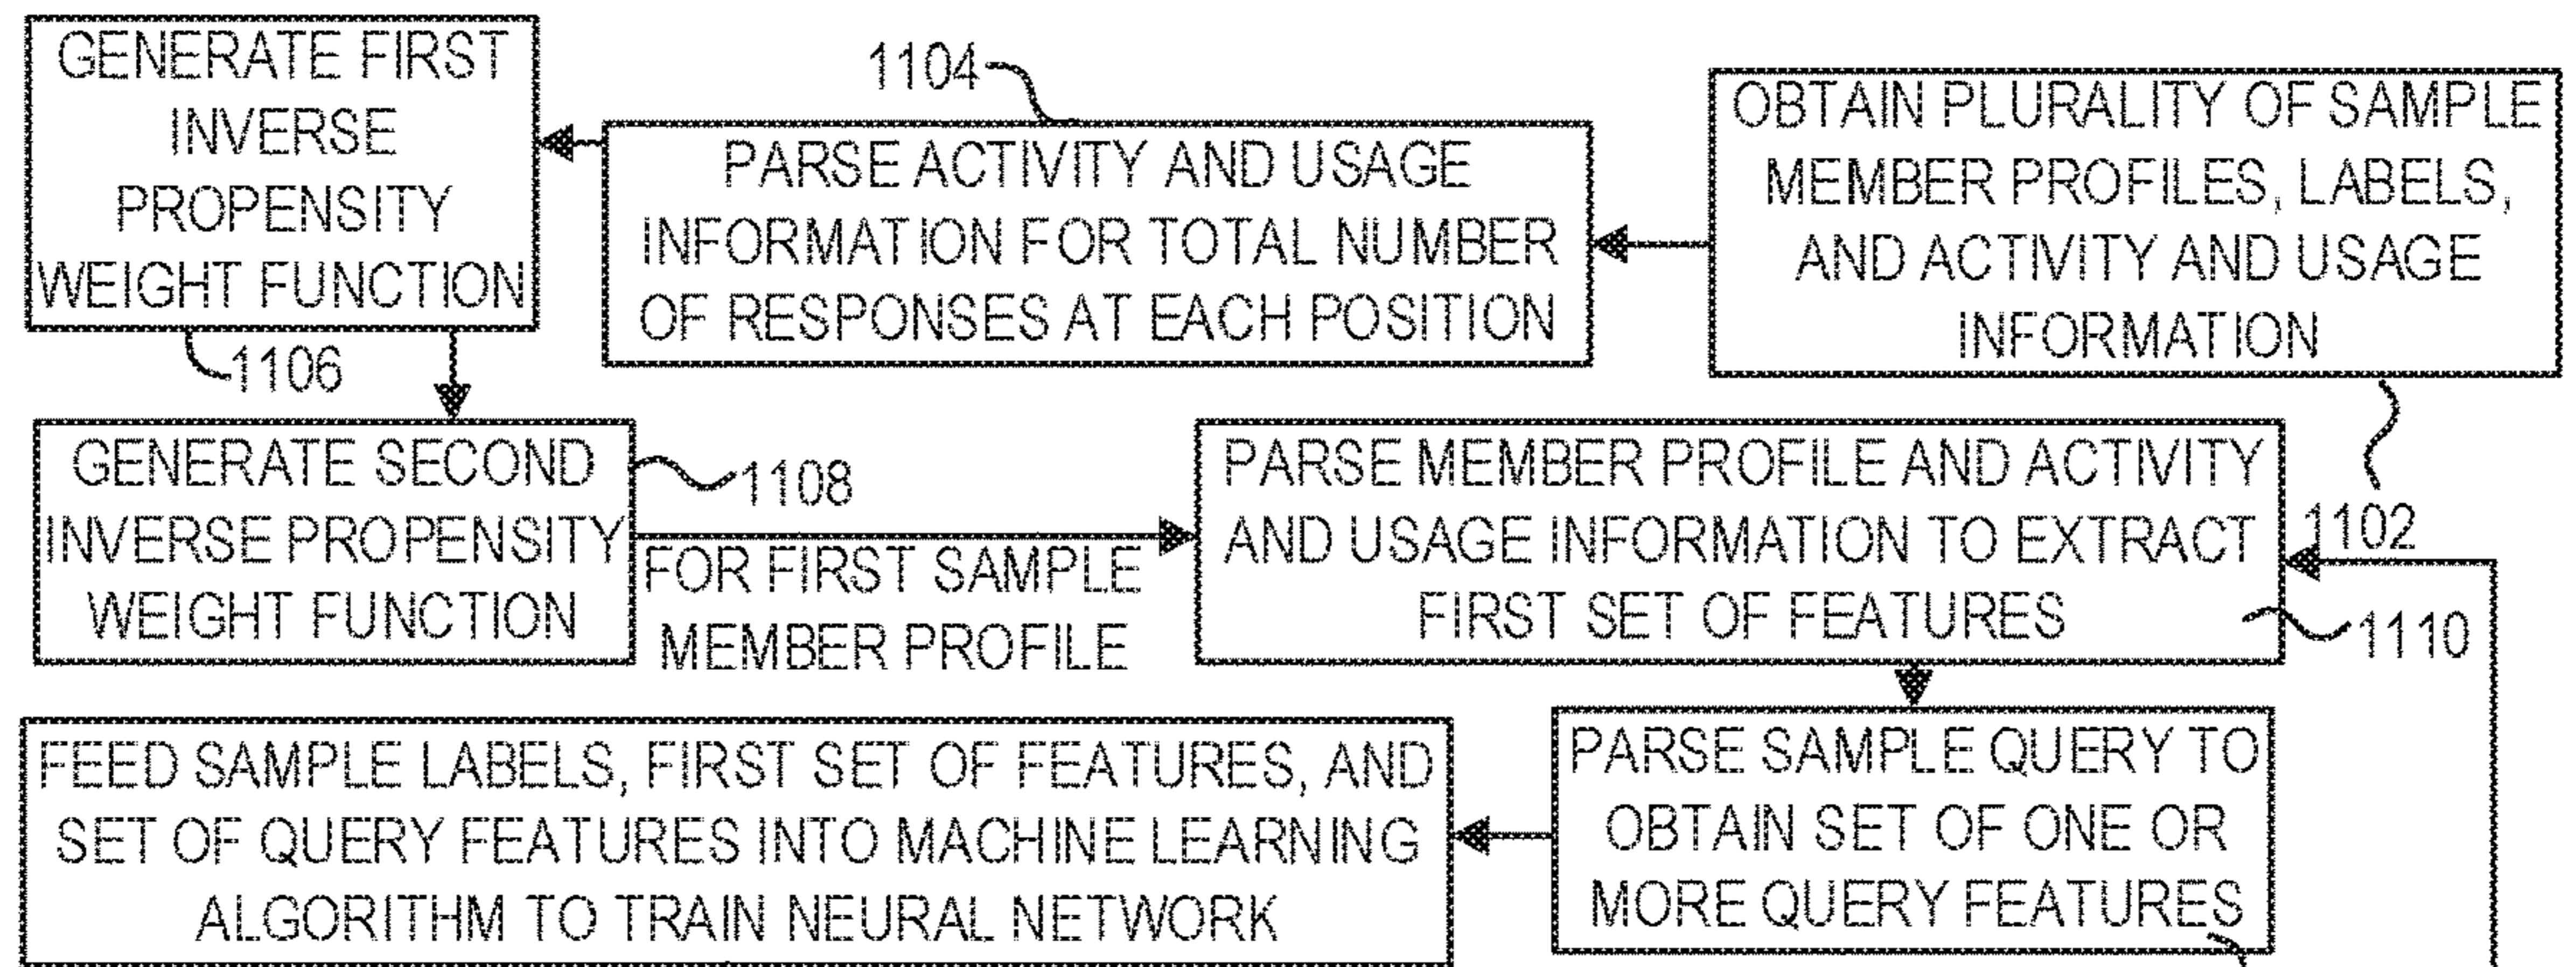 GENERATE FIRST
INVERSE
PROPENSITY
WEIGHT FUNCTION
1106
1104
PARSE ACTIVITY AND USAGE
INFORMATION FOR TOTAL NUMBER
OF RESPONSES AT EACH POSITION
OBTAIN PLURALITY OF SAMPLE
MEMBER PROFILES, LABELS,
AND ACTIVITY AND USAGE
INFORMATION
1102
GENERATE SECOND
INVERSE PROPENSITY
WEIGHT FUNCTION
1108
FOR FIRST SAMPLE
MEMBER PROFILE
PARSE MEMBER PROFILE AND ACTIVITY
AND USAGE INFORMATION TO EXTRACT
FIRST SET OF FEATURES
1110
FEED SAMPLE LABELS, FIRST SET OF FEATURES, AND
SET OF QUERY FEATURES INTO MACHINE LEARNING
ALGORITHM TO TRAIN NEURAL NETWORK
PARSE SAMPLE QUERY TO
OBTAIN SET OF ONE OR
MORE QUERY FEATURES